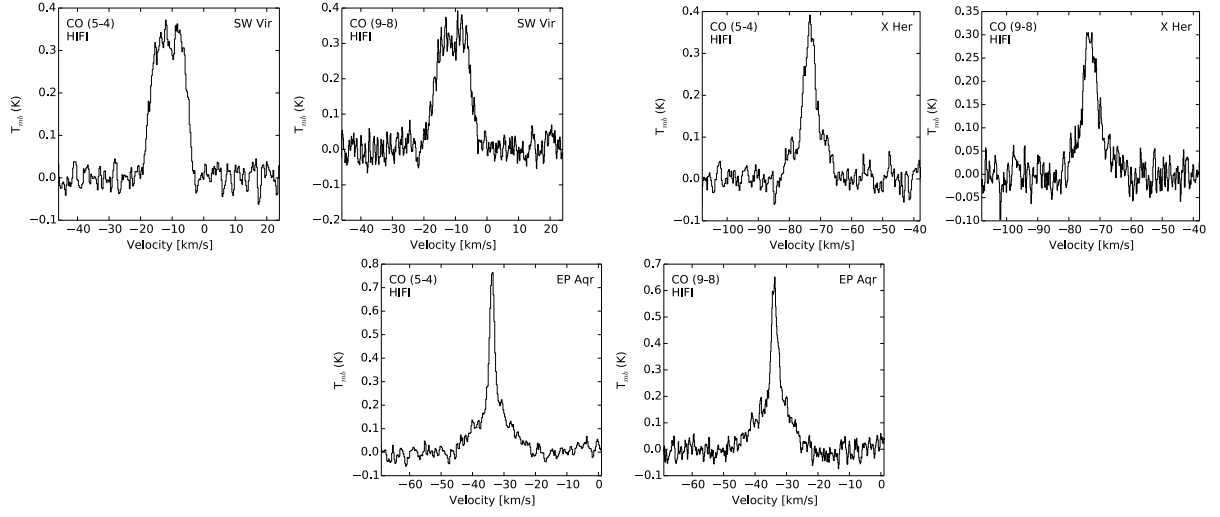 CO (5-4) SW Vir
HIFI
T_mb (K)
0.4
0.3
0.2
0.1
0.0
−0.1
−40 −30 −20 −10 0 10 20
Velocity [km/s]
CO (9-8) SW Vir
HIFI
T_mb (K)
0.4
0.3
0.2
0.1
0.0
−0.1
−0.2
−40 −30 −20 −10 0 10 20
Velocity [km/s]
CO (5-4) X Her
HIFI
T_mb (K)
0.4
0.3
0.2
0.1
0.0
−0.1
−100 −90 −80 −70 −60 −50 −40
Velocity [km/s]
CO (9-8) X Her
HIFI
T_mb (K)
0.35
0.30
0.25
0.20
0.15
0.10
0.05
0.00
−0.05
−0.10
−100 −90 −80 −70 −60 −50 −40
Velocity [km/s]
CO (5-4) EP Aqr
HIFI
T_mb (K)
0.8
0.7
0.6
0.5
0.4
0.3
0.2
0.1
0.0
−0.1
−60 −50 −40 −30 −20 −10 0
Velocity [km/s]
CO (9-8) EP Aqr
HIFI
T_mb (K)
0.7
0.6
0.5
0.4
0.3
0.2
0.1
0.0
−0.1
−60 −50 −40 −30 −20 −10 0
Velocity [km/s]